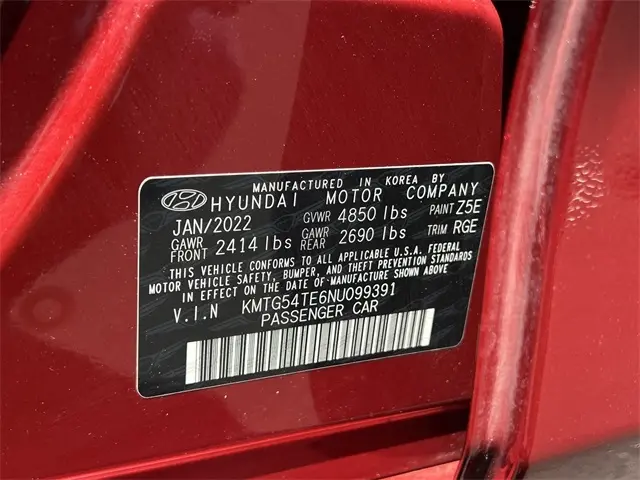 MANUFACTURED IN KOREA BY
HYUNDAI MOTOR COMPANY
JAN/2022 GVWR 4850 lbs PAINT Z5E
GAWR FRONT 2414 lbs GAWR REAR 2690 lbs TRIM RGE
THIS VEHICLE CONFORMS TO ALL APPLICABLE U.S.A. FEDERAL
MOTOR VEHICLE SAFETY, BUMPER, AND THEFT PREVENTION STANDARDS
IN EFFECT ON THE DATE OF MANUFACTURE SHOWN ABOVE.
V.I.N KMTG54TE6NU099391
PASSENGER CAR